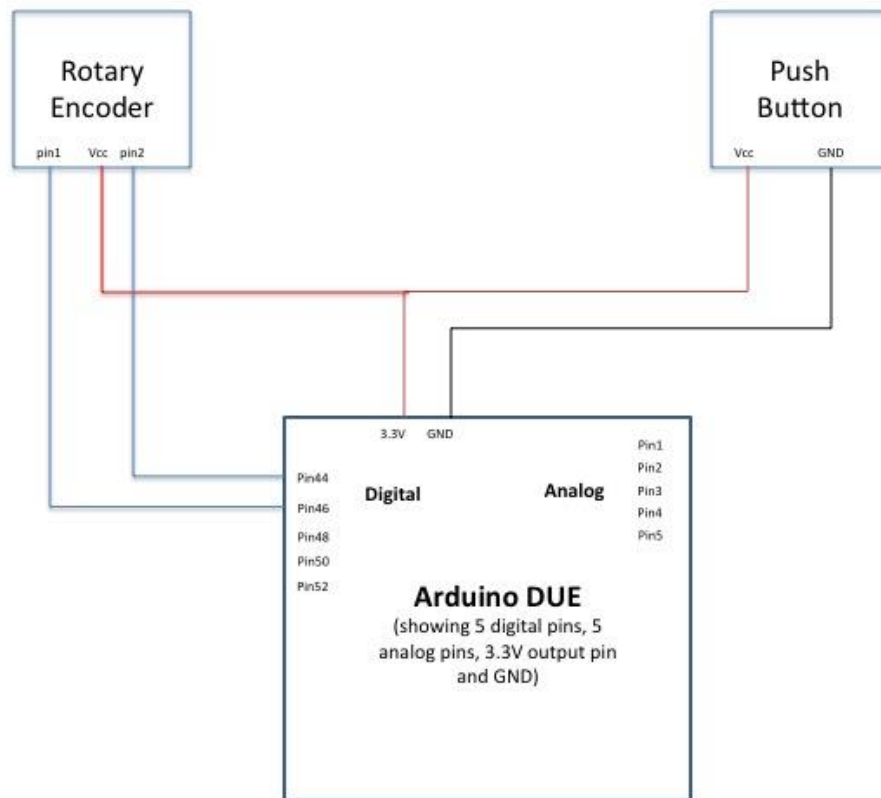 Rotary
Encoder
pin1 Vcc pin2
Push
Button
Vcc GND
3.3V GND
Pin1
Pin2
Pin3
Pin4
Pin5
Pin44
Pin46
Pin48
Pin50
Pin52
Digital
Analog
Arduino DUE
(showing 5 digital pins, 5
analog pins, 3.3V output pin
and GND)